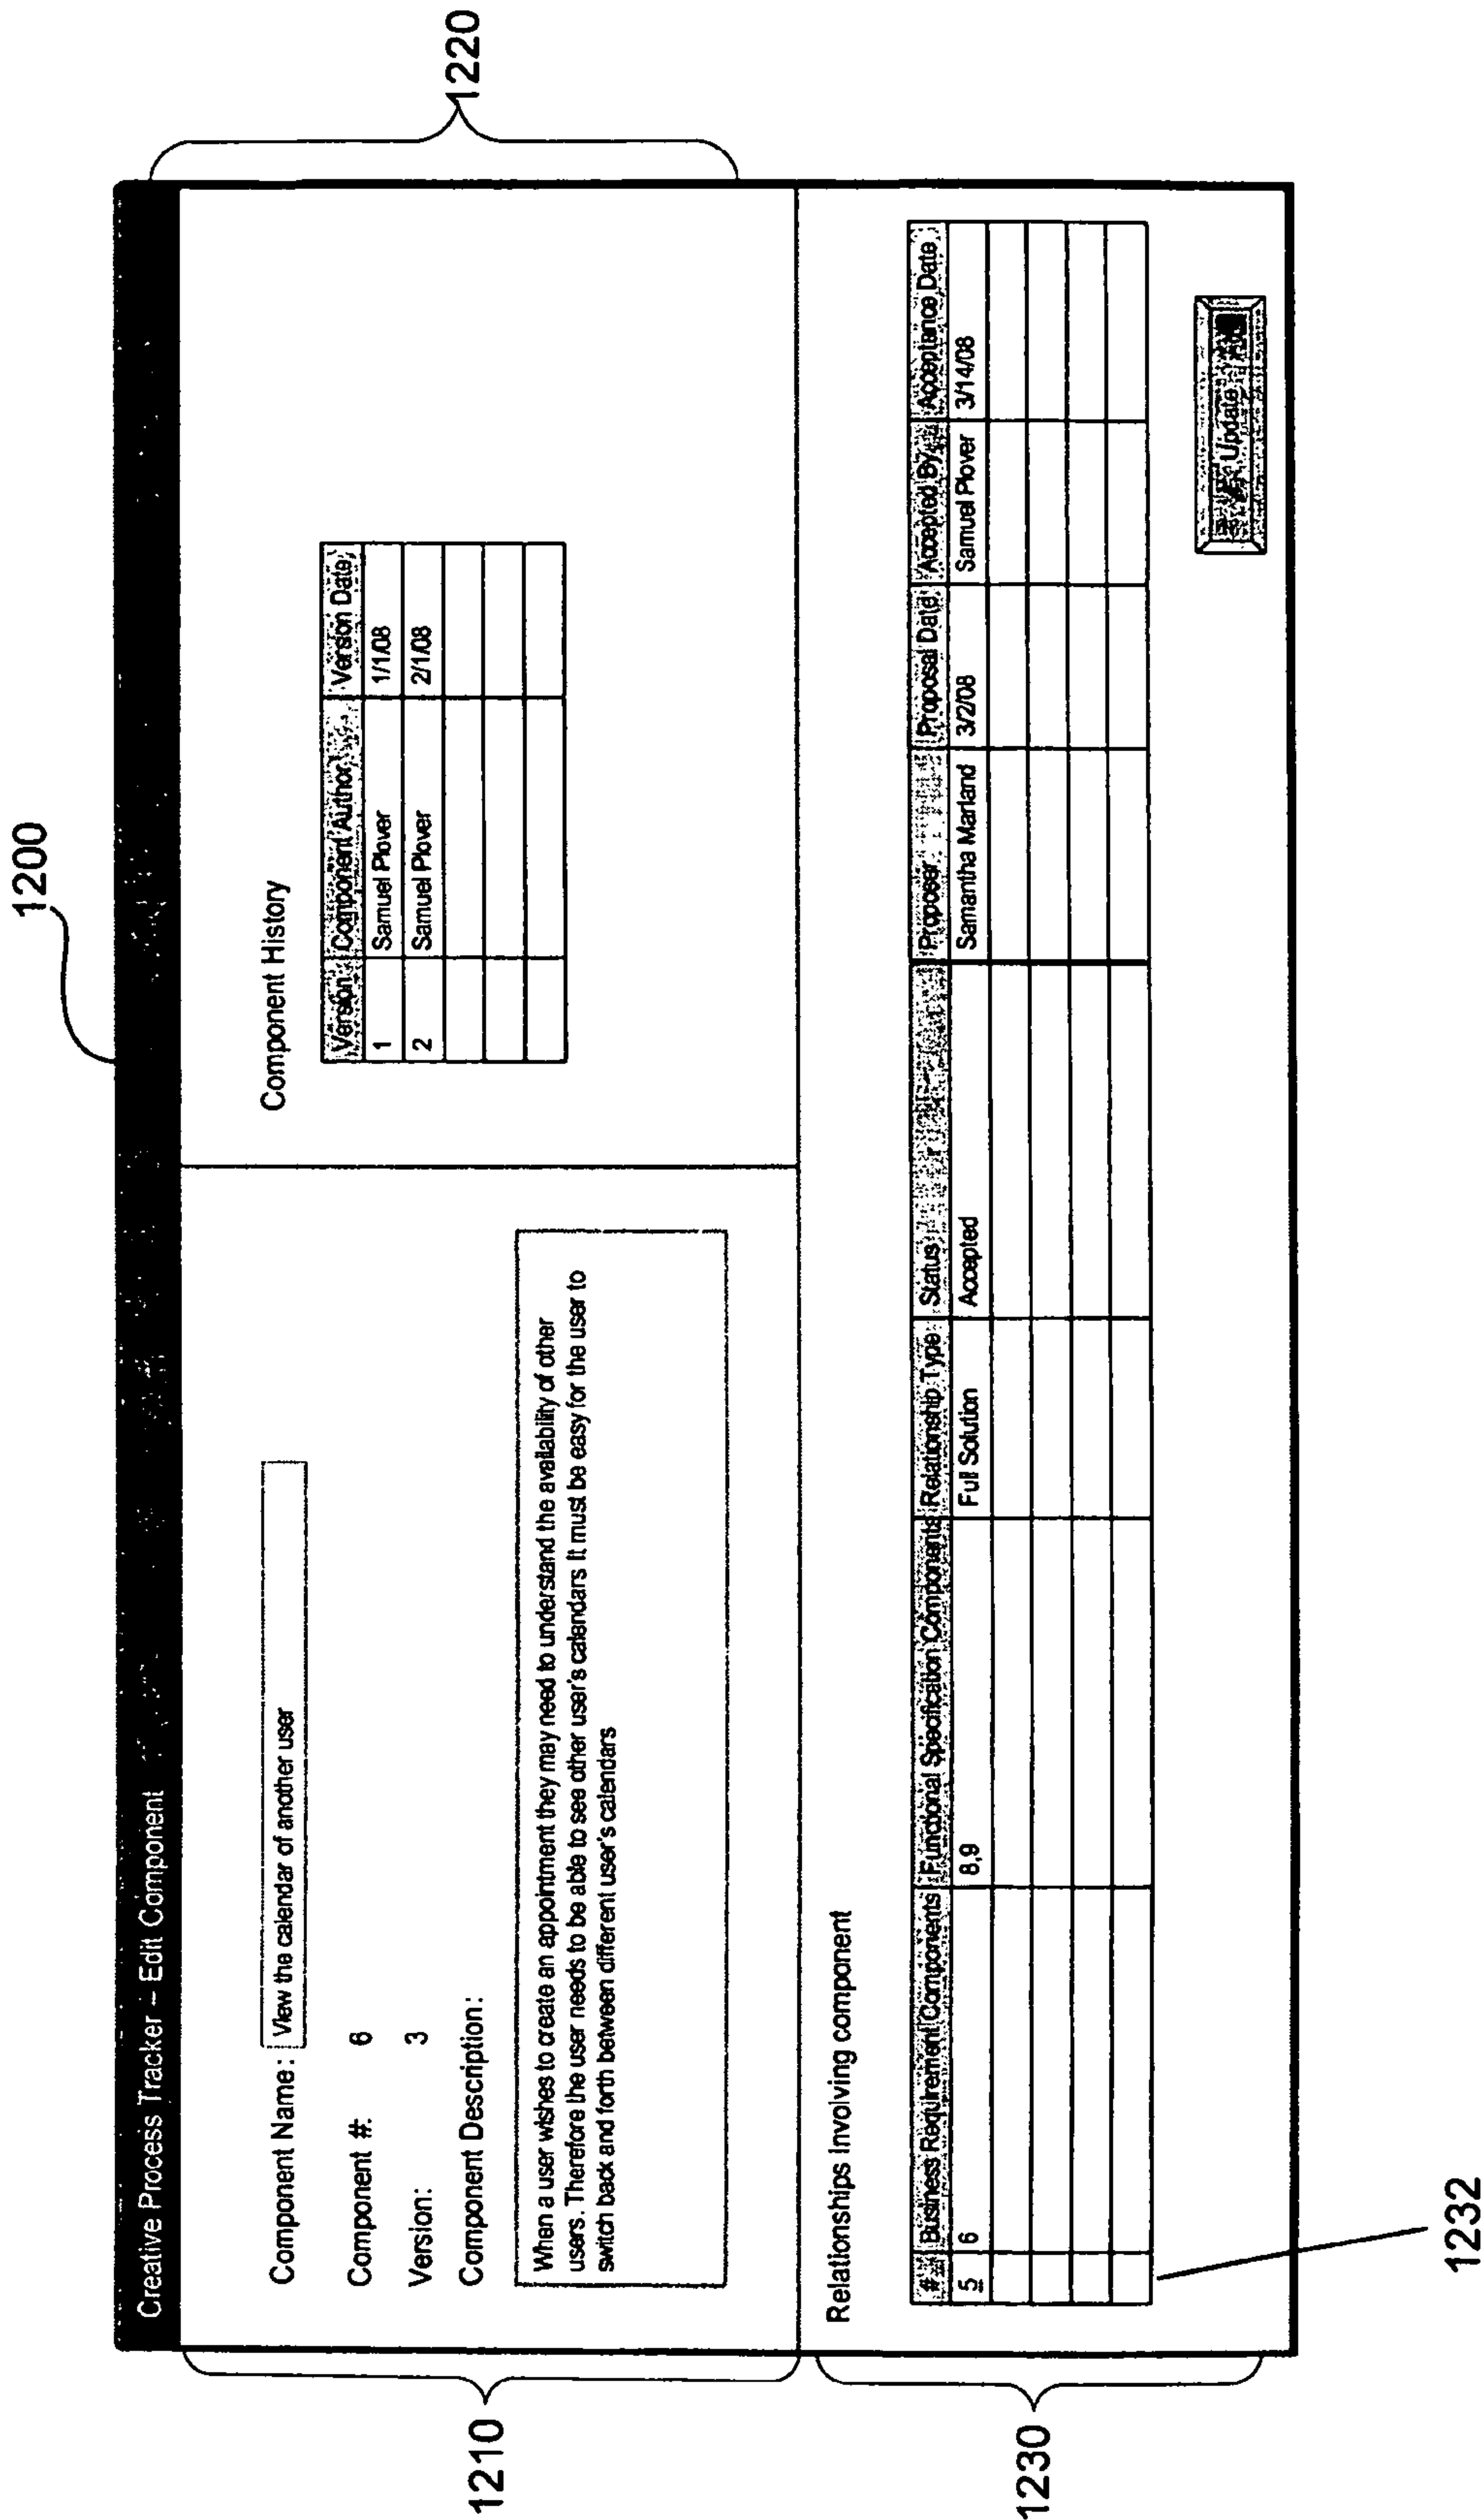 1200
Creative Process Tracker – Edit Component
1210
1220
Component Name: View the calendar of another user
Component #: 6
Version: 3
Component Description:
When a user wishes to create an appointment they may need to understand the availability of other
users. Therefore the user needs to be able to see other user's calendars It must be easy for the user to
switch back and forth between different user's calendars
Component History
Version Component Author Version Date
1 Samuel Plover 1/1/08
2 Samuel Plover 2/1/08
1230
Relationships Involving component
# Business Requirement Components Functional Specification Components Relationship Type Status Proposer Proposal Date Accepted By Acceptance Date
5 6 8,9 Full Solution Accepted Samantha Marland 3/2/08 Samuel Plover 3/14/08
Update
1232